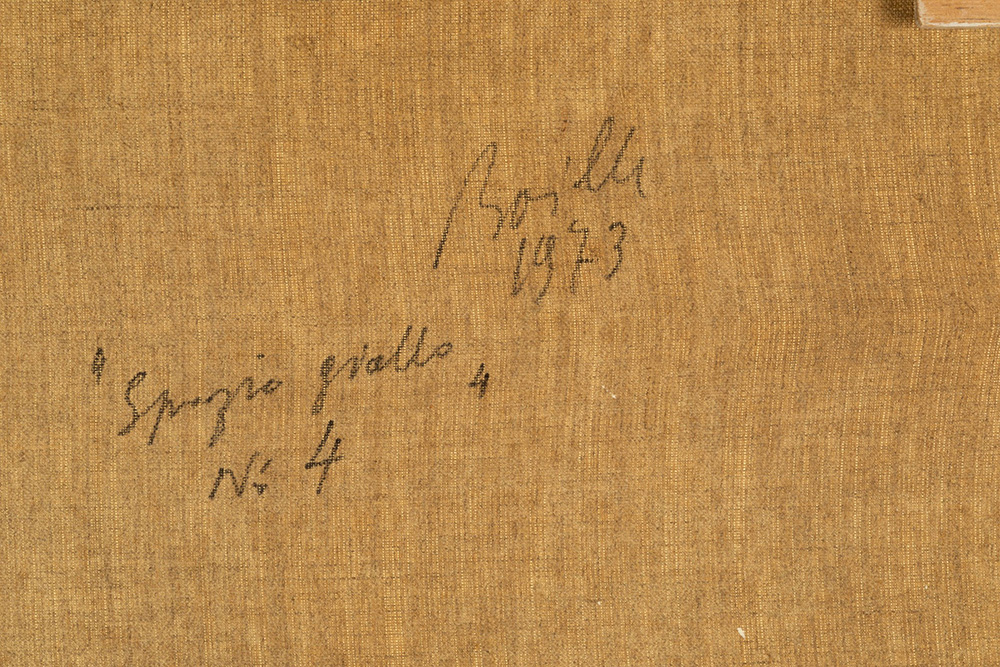 Boille
1973
"Spazio giallo"
N: 4